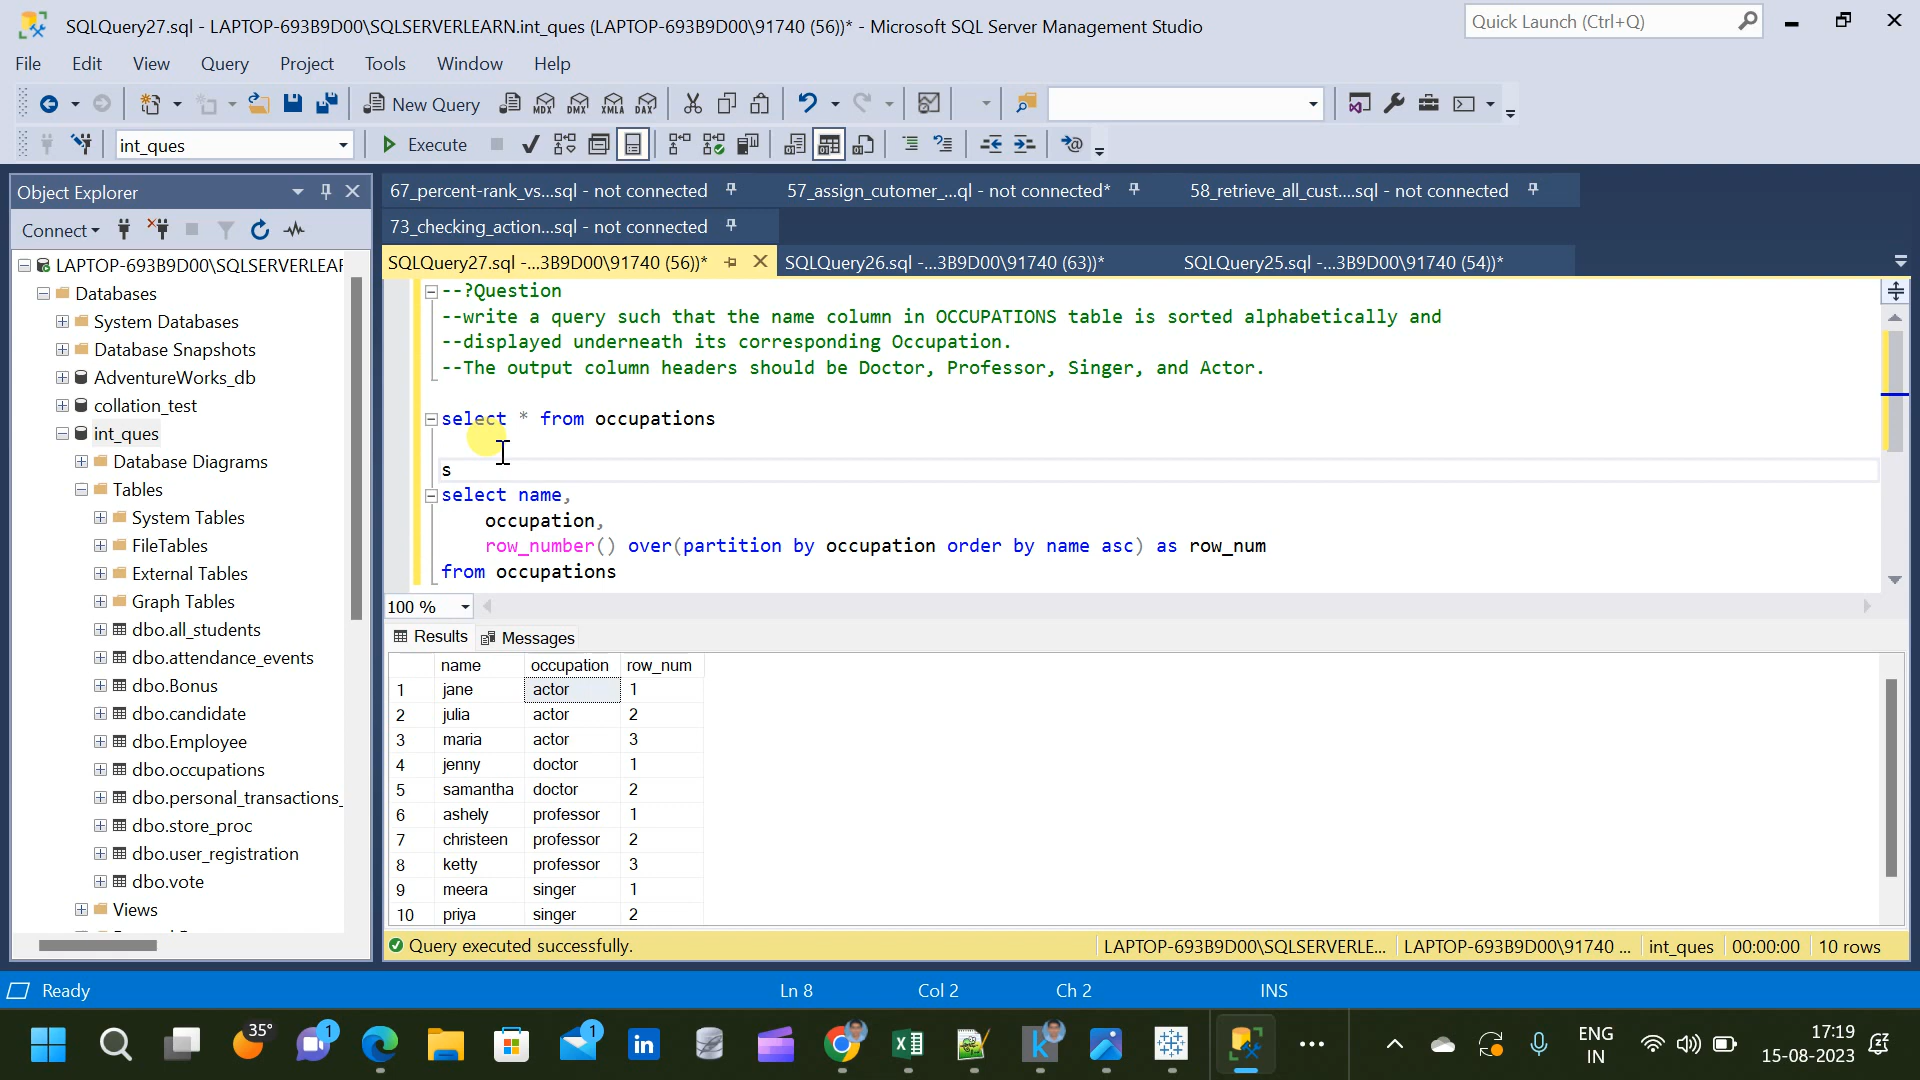 SQLQuery27.sql - LAPTOP-693B9D00\SQLSERVERLEARN.int_ques (LAPTOP-693B9D00\91740 (56))* - Microsoft SQL Server Management Studio
Quick Launch (Ctrl+Q)
File Edit View Query Project Tools Window Help
New Query MDX DMX XMLA DAX
int_ques
Execute
Object Explorer
Connect
LAPTOP-693B9D00\SQLSERVERLEAF
Databases
System Databases
Database Snapshots
AdventureWorks_db
collation_test
int_ques
Database Diagrams
Tables
System Tables
FileTables
External Tables
Graph Tables
dbo.all_students
dbo.attendance_events
dbo.Bonus
dbo.candidate
dbo.Employee
dbo.occupations
dbo.personal_transactions_
dbo.store_proc
dbo.user_registration
dbo.vote
Views
67_percent-rank_vs...sql - not connected
57_assign_cutomer_...ql - not connected*
58_retrieve_all_cust....sql - not connected
73_checking_action...sql - not connected
SQLQuery27.sql -...3B9D00\91740 (56))*
SQLQuery26.sql -...3B9D00\91740 (63))*
SQLQuery25.sql -...3B9D00\91740 (54))*
--?Question
--write a query such that the name column in OCCUPATIONS table is sorted alphabetically and
--displayed underneath its corresponding Occupation.
--The output column headers should be Doctor, Professor, Singer, and Actor.
select * from occupations
s
select name,
occupation,
row_number() over(partition by occupation order by name asc) as row_num
from occupations
100 %
Results Messages
name occupation row_num
1 jane actor 1
2 julia actor 2
3 maria actor 3
4 jenny doctor 1
5 samantha doctor 2
6 ashely professor 1
7 christeen professor 2
8 ketty professor 3
9 meera singer 1
10 priya singer 2
Query executed successfully.
LAPTOP-693B9D00\SQLSERVERLE... LAPTOP-693B9D00\91740 ... int_ques 00:00:00 10 rows
Ready Ln 8 Col 2 Ch 2 INS
35°
1
1
in
k
ENG
IN
17:19
15-08-2023